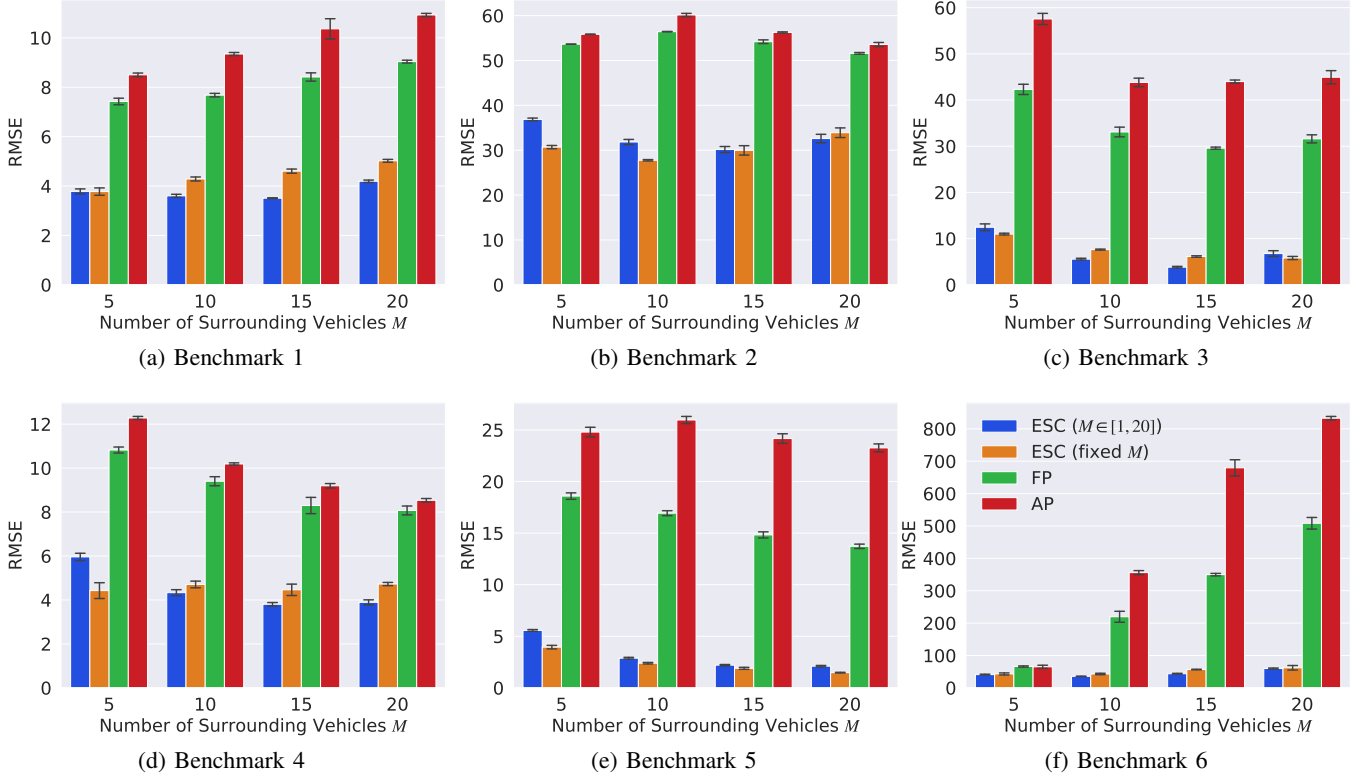 10
8
6
4
2
0
RMSE
5 10 15 20
Number of Surrounding Vehicles M
(a) Benchmark 1
60
50
40
30
20
10
0
RMSE
5 10 15 20
Number of Surrounding Vehicles M
(b) Benchmark 2
60
50
40
30
20
10
0
RMSE
5 10 15 20
Number of Surrounding Vehicles M
(c) Benchmark 3
12
10
8
6
4
2
0
RMSE
5 10 15 20
Number of Surrounding Vehicles M
(d) Benchmark 4
25
20
15
10
5
0
RMSE
5 10 15 20
Number of Surrounding Vehicles M
(e) Benchmark 5
800
700
600
500
400
300
200
100
0
RMSE
ESC (M∈[1, 20])
ESC (fixed M)
FP
AP
5 10 15 20
Number of Surrounding Vehicles M
(f) Benchmark 6